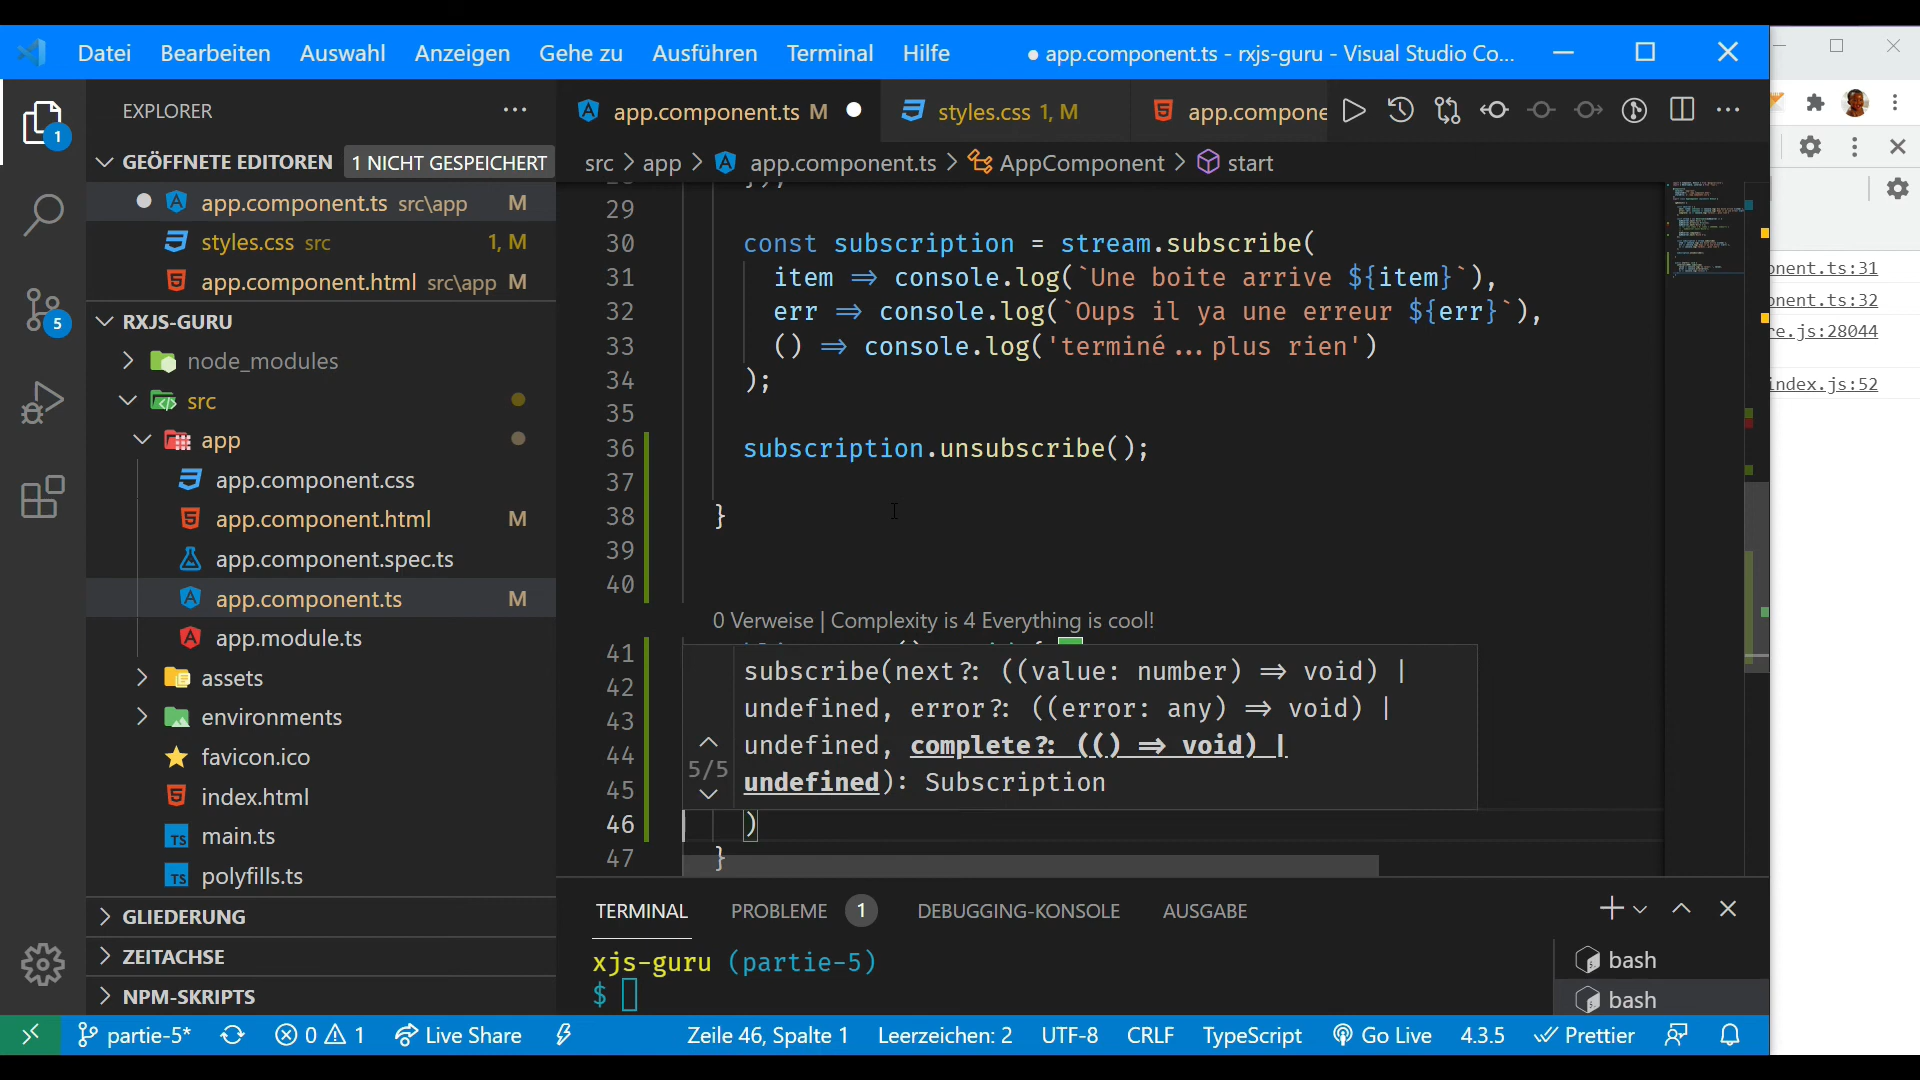 Datei Bearbeiten Auswahl Anzeigen Gehe zu Ausführen Terminal Hilfe ● app.component.ts - rxjs-guru - Visual Studio Co...
EXPLORER
app.component.ts M
styles.css 1, M
app.compone
GEÖFFNETE EDITOREN 1 NICHT GESPEICHERT
app.component.ts src\app M
styles.css src 1, M
app.component.html src\app M
RXJS-GURU
node_modules
src
app
app.component.css
app.component.html M
app.component.spec.ts
app.component.ts M
app.module.ts
assets
environments
favicon.ico
index.html
main.ts
polyfills.ts
GLIEDERUNG
ZEITACHSE
NPM-SKRIPTS
1
5
src > app > app.component.ts > AppComponent > start
29
30 const subscription = stream.subscribe(
31 item => console.log(`Une boite arrive ${item}`),
32 err => console.log(`Oups il ya une erreur ${err}`),
33 () => console.log('terminé...plus rien')
34 );
35
36 subscription.unsubscribe();
37
38 }
39
40
0 Verweise | Complexity is 4 Everything is cool!
41
42
43
44
45
46 )
47 }
subscribe(next?: ((value: number) => void) |
undefined, error?: ((error: any) => void) |
undefined, complete?: (() => void) |
undefined): Subscription
5/5
TERMINAL PROBLEME 1 DEBUGGING-KONSOLE AUSGABE
xjs-guru (partie-5)
$
bash
bash
partie-5* 0 1 Live Share Zeile 46, Spalte 1 Leerzeichen: 2 UTF-8 CRLF TypeScript Go Live 4.3.5 Prettier
onent.ts:31
onent.ts:32
re.js:28044
index.js:52